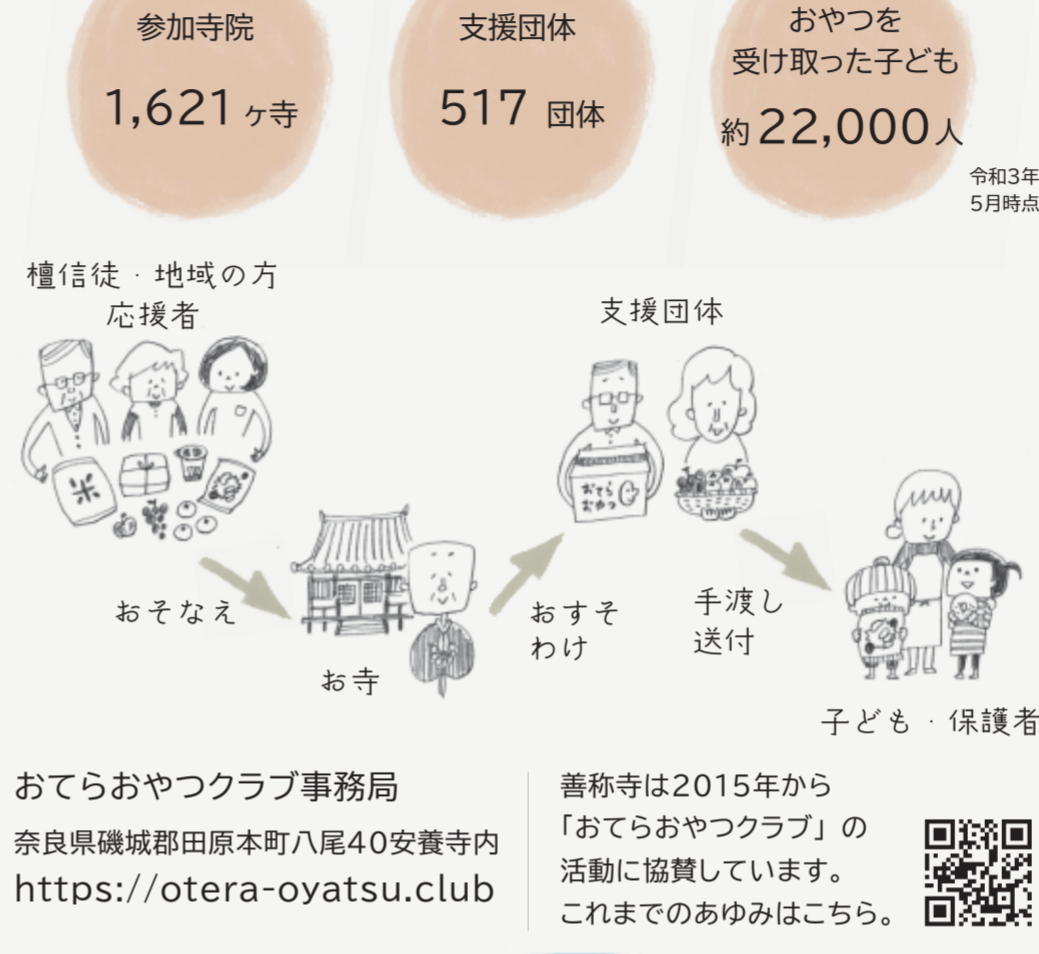 参加寺院
1,621ヶ寺
支援団体
517 団体
おやつを
受け取った子ども
約22,000人
令和3年
5月時点
檀信徒・地域の方
応援者
米
おそなえ
お寺
おすそ
わけ
支援団体
おてら
おやつ
手渡し
送付
子ども・保護者
おてらおやつクラブ事務局
奈良県磯城郡田原本町八尾40安養寺内
https://otera-oyatsu.club
善称寺は2015年から
「おてらおやつクラブ」の
活動に協賛しています。
これまでのあゆみはこちら。